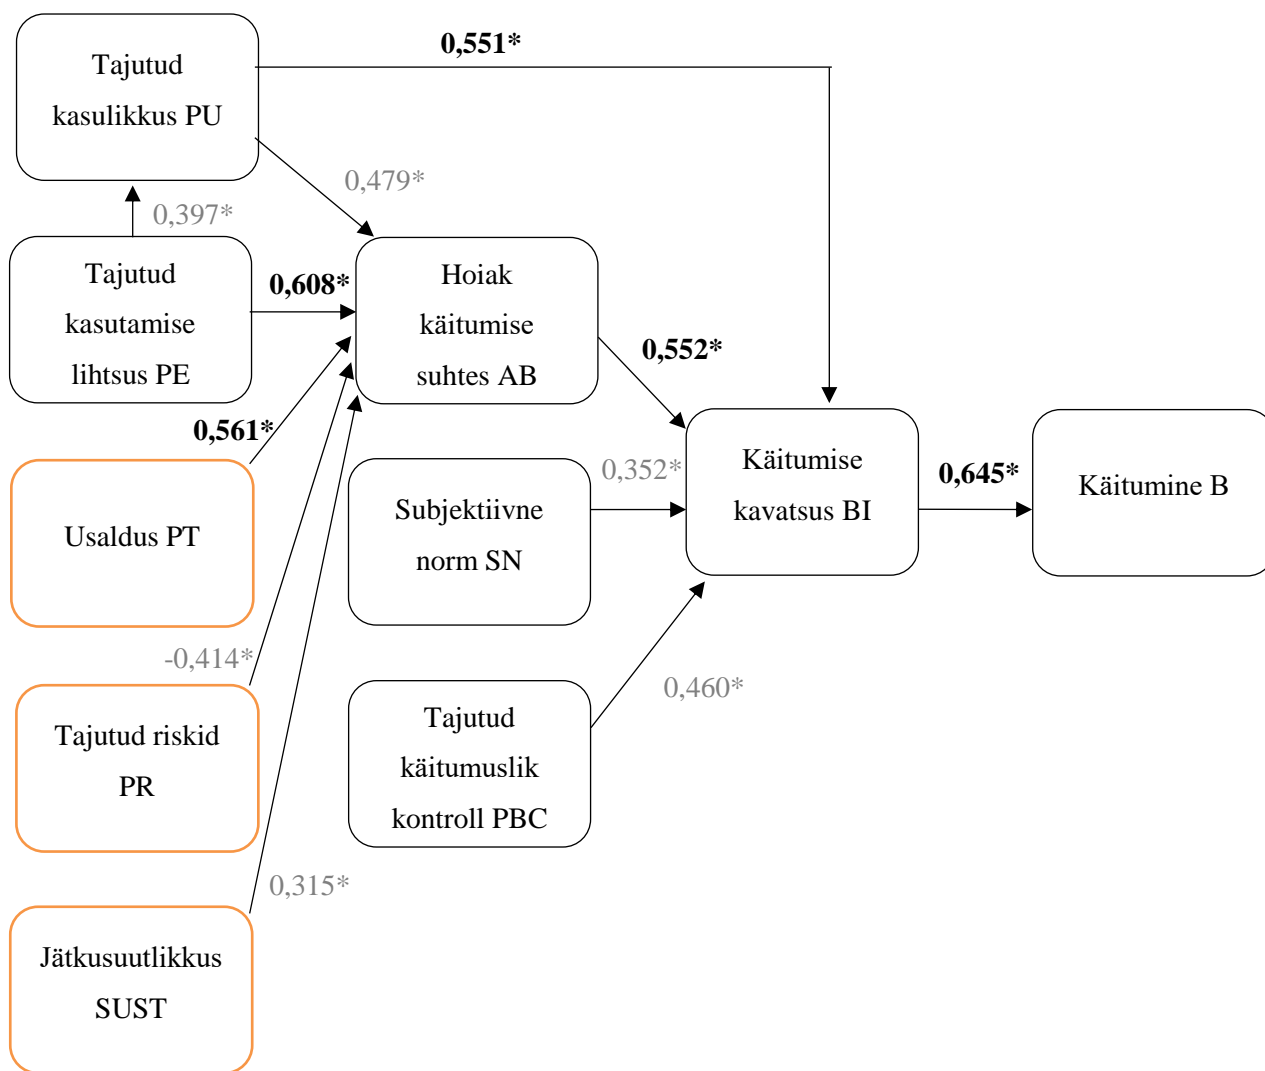 0,551*
Tajutud
kasulikkus PU
0,479*
0,397*
Tajutud
kasutamise
lihtsus PE
0,608*
Hoiak
käitumise
suhtes AB
0,552*
0,561*
Usaldus PT
Subjektiivne
norm SN
0,352*
Käitumise
kavatsus BI
0,645*
Käitumine B
-0,414*
Tajutud riskid
PR
Tajutud
käitumuslik
kontroll PBC
0,460*
0,315*
Jätkusuutlikkus
SUST